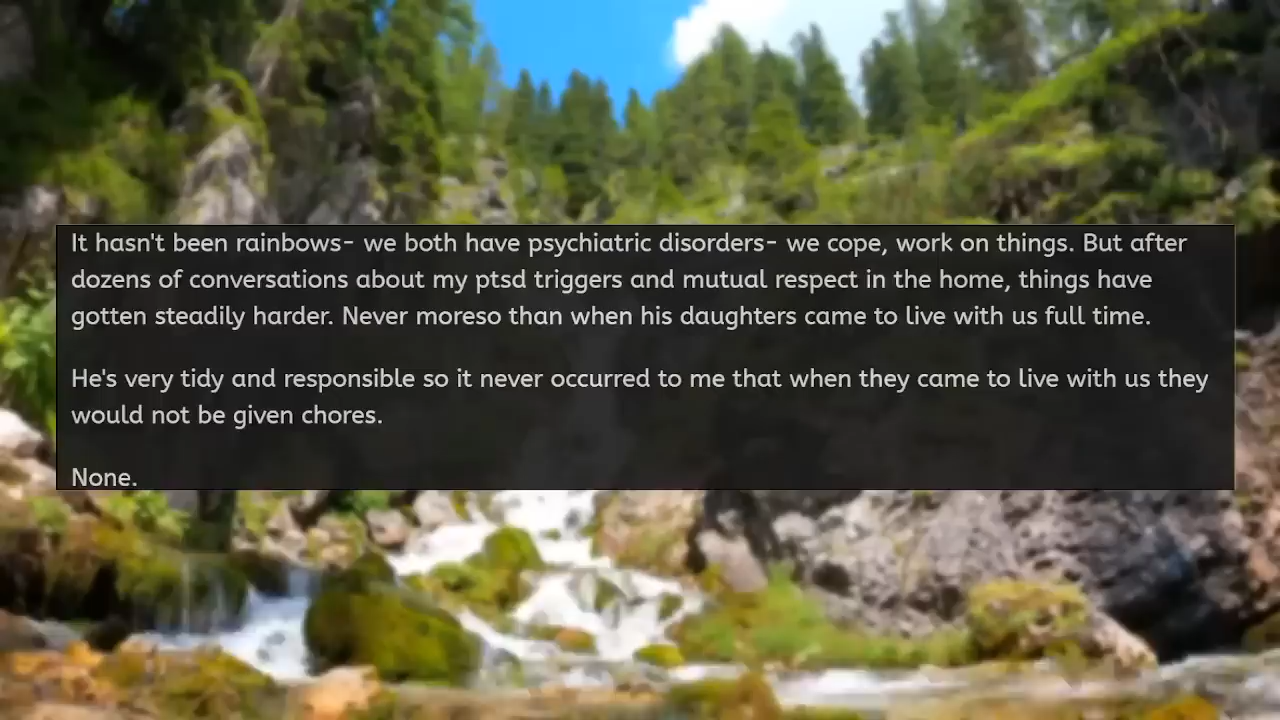 It hasn't been rainbows- we both have psychiatric disorders- we cope, work on things. But after
dozens of conversations about my ptsd triggers and mutual respect in the home, things have
gotten steadily harder. Never moreso than when his daughters came to live with us full time.
He's very tidy and responsible so it never occurred to me that when they came to live with us they
would not be given chores.
None.